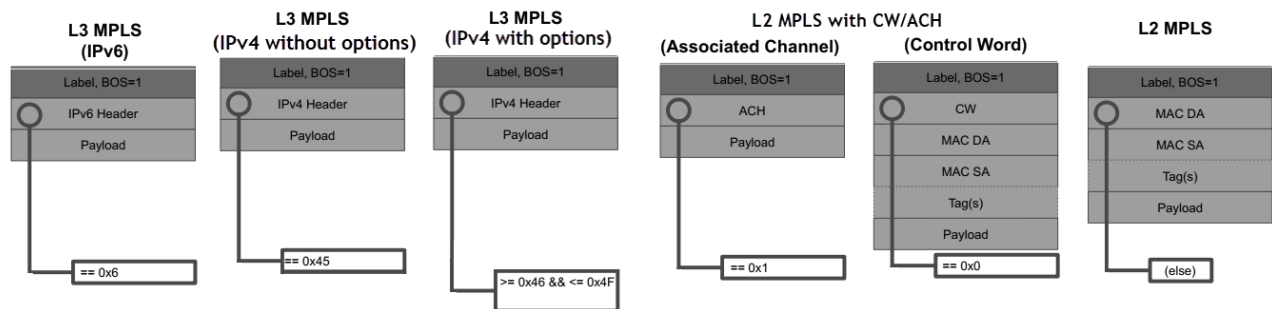 L3 MPLS
(IPv6)
Label, BOS=1
IPv6 Header
Payload
== 0x6
L3 MPLS
(IPv4 without options)
Label, BOS=1
IPv4 Header
Payload
== 0x45
L3 MPLS
(IPv4 with options)
Label, BOS=1
IPv4 Header
Payload
>= 0x46 && <= 0x4F
L2 MPLS with CW/ACH
(Associated Channel)
Label, BOS=1
ACH
Payload
== 0x1
(Control Word)
Label, BOS=1
CW
MAC DA
MAC SA
Tag(s)
Payload
== 0x0
L2 MPLS
Label, BOS=1
MAC DA
MAC SA
Tag(s)
Payload
(else)